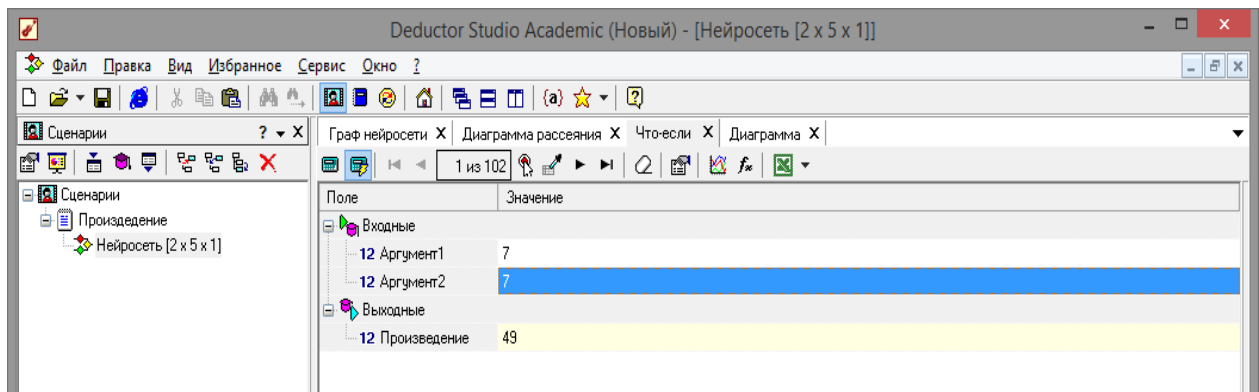 Deductor Studio Academic (Новый) - [Нейросеть [2 x 5 x 1]]
Файл Правка Вид Избранное Сервис Окно ?
{a}
Сценарии ?
Граф нейросети X Диаграмма рассеяния X Что-если X Диаграмма X
1 из 102
Сценарии
Произдедение
Нейросеть [2 x 5 x 1]
Поле Значение
Входные
12 Аргумент1 7
12 Аргумент2 7
Выходные
12 Произведение 49